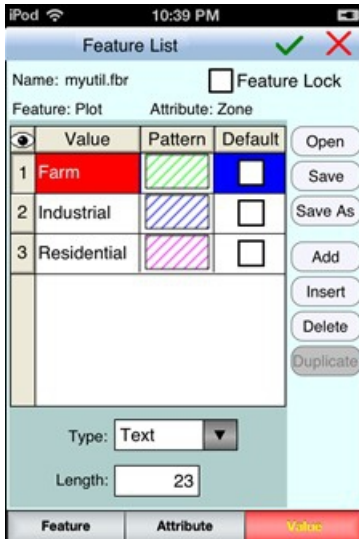 iPod 10:39 PM
Feature List
Name: myutil.fbr Feature Lock
Feature: Plot Attribute: Zone
Value Pattern Default
1 Farm
2 Industrial
3 Residential
Open
Save
Save As
Add
Insert
Delete
Duplicate
Type: Text
Length: 23
Feature Attribute Value